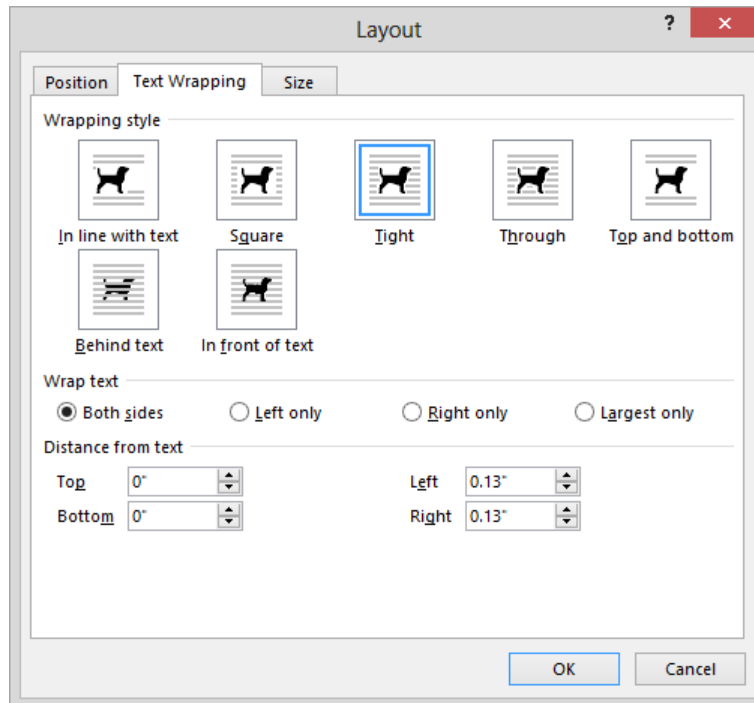 Layout ?
Position Text Wrapping Size
Wrapping style
In line with text Square Tight Through Top and bottom
Behind text In front of text
Wrap text
Both sides Left only Right only Largest only
Distance from text
Top 0" Left 0.13"
Bottom 0" Right 0.13"
OK Cancel